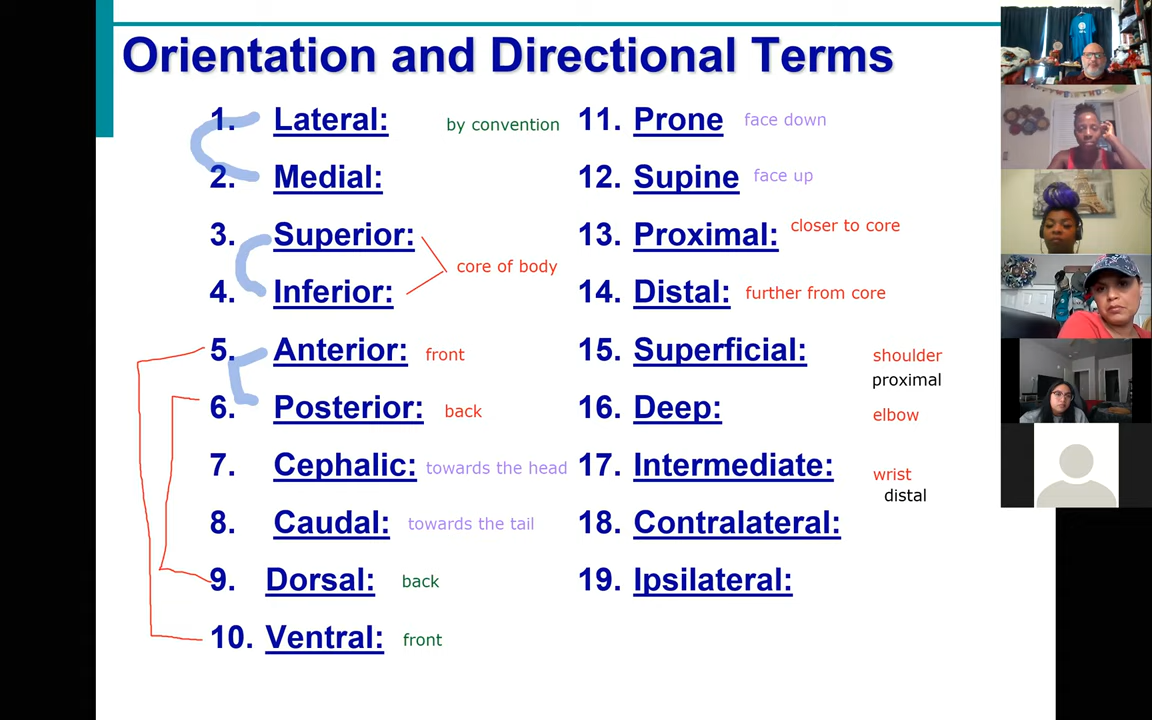 Orientation and Directional Terms
1. Lateral: by convention
2. Medial:
3. Superior:
core of body
4. Inferior:
5. Anterior: front
6. Posterior: back
7. Cephalic: towards the head
8. Caudal: towards the tail
9. Dorsal: back
10. Ventral: front
11. Prone face down
12. Supine face up
13. Proximal: closer to core
14. Distal: further from core
15. Superficial:
16. Deep:
17. Intermediate:
18. Contralateral:
19. Ipsilateral:
shoulder
proximal
elbow
wrist
distal